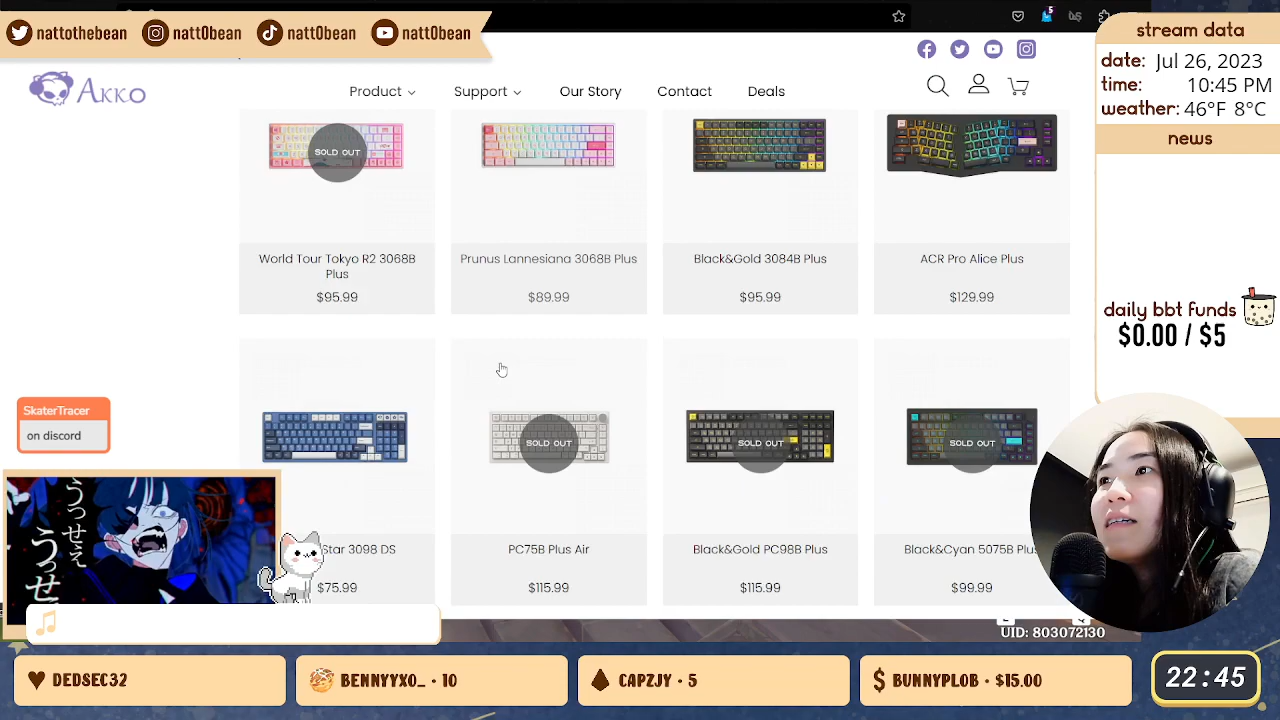 nattothebean
natt0bean
natt0bean
natt0bean
stream data
date: Jul 26, 2023
time: 10:45 PM
weather: 46°F 8°C
news
AKKO
Product
Support
Our Story
Contact
Deals
5
SOLD OUT
World Tour Tokyo R2 3068B
Plus
$95.99
Prunus Lannesiana 3068B Plus
$89.99
Black&Gold 3084B Plus
$95.99
ACR Pro Alice Plus
$129.99
daily bbt funds
$0.00 / $5
SkaterTracer
on discord
SOLD OUT
SOLD OUT
SOLD OUT
Star 3098 DS
$75.99
PC75B Plus Air
$115.99
Black&Gold PC98B Plus
$115.99
Black&Cyan 5075B Plus
$99.99
うっせぇ
うっせ
UID: 803072130
DEDSEC32
BENNYYXO_ • 10
CAPZJY • 5
$ BUNNYPLOB • $15.00
22:45